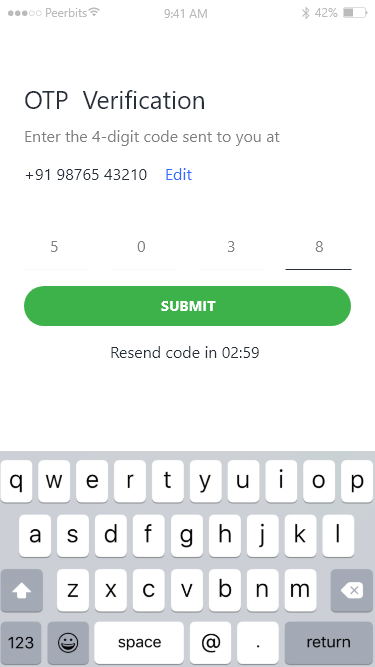 Peerbits 9:41 AM 42%
OTP Verification
Enter the 4-digit code sent to you at
+91 98765 43210 Edit
5 0 3 8
SUBMIT
Resend code in 02:59
q w e r t y u i o p
a s d f g h j k l
z x c v b n m
123 space @ . return